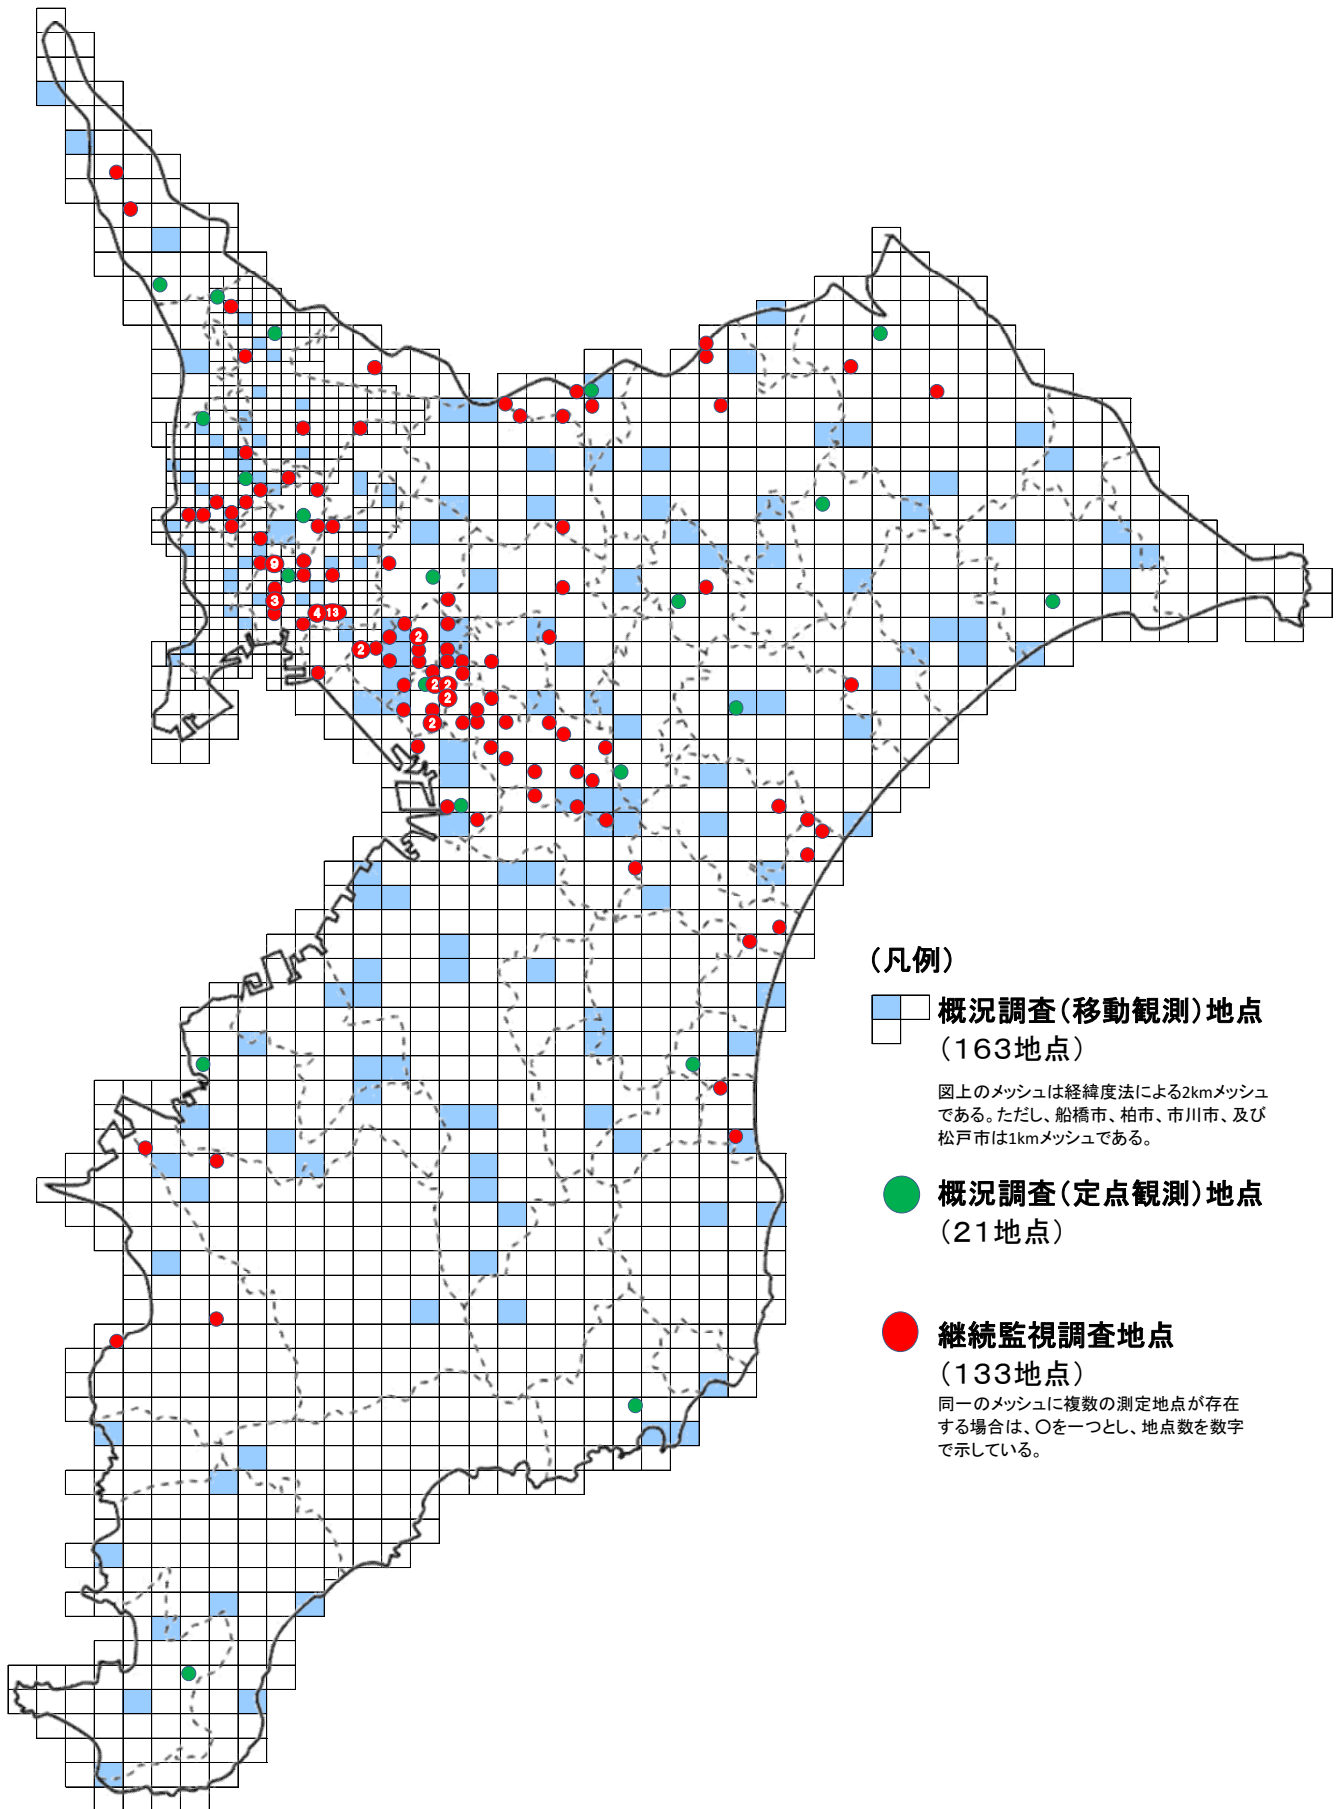 9
3
4 13
2
2
2 2
2
2
(凡例)
概況調査(移動観測)地点
(163地点)
図上のメッシュは経緯度法による2kmメッシュ
である。ただし、船橋市、柏市、市川市、及び
松戸市は1kmメッシュである。
概況調査(定点観測)地点
(21地点)
継続監視調査地点
(133地点)
同一のメッシュに複数の測定地点が存在
する場合は、〇を一つとし、地点数を数字
で示している。